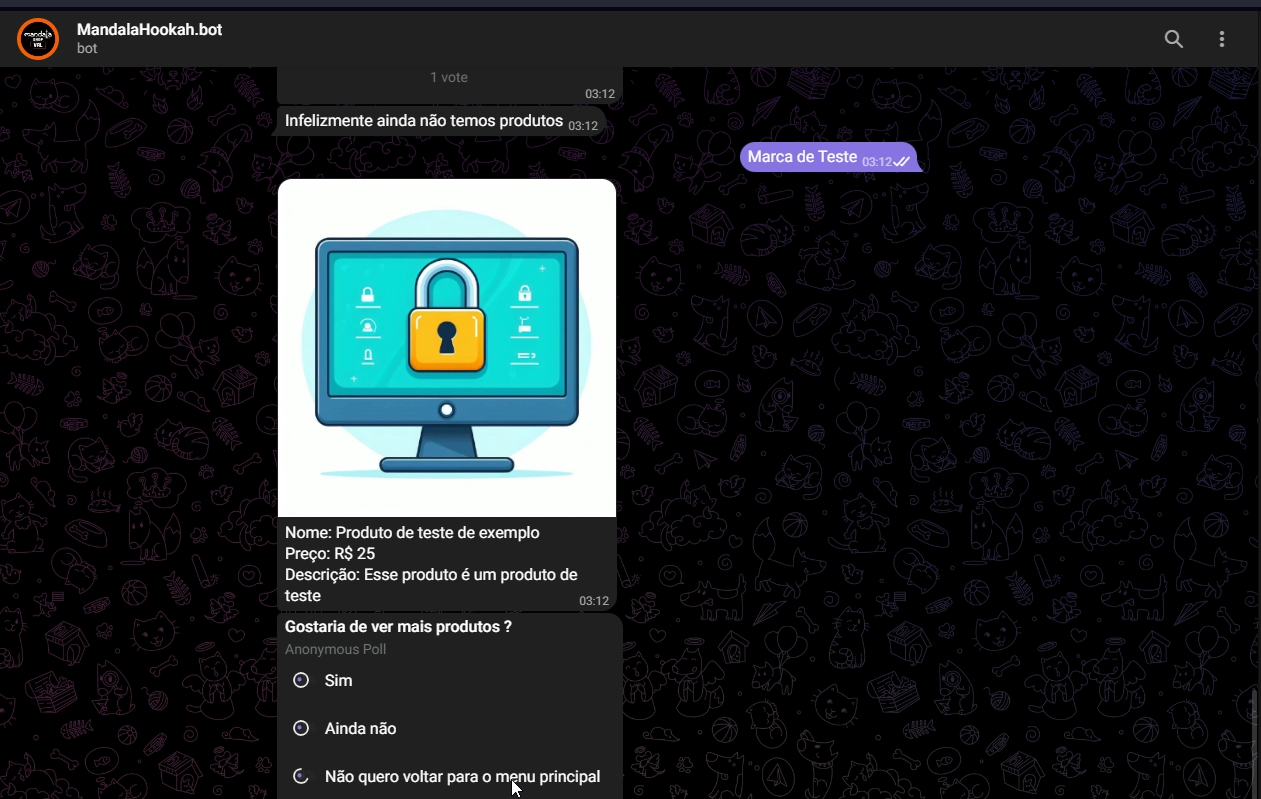 MandalaHookah.bot
bot
1 vote
03:12
Infelizmente ainda não temos produtos 03:12
Marca de Teste 03:12
Nome: Produto de teste de exemplo
Preço: R$ 25
Descrição: Esse produto é um produto de
teste 03:12
Gostaria de ver mais produtos ?
Anonymous Poll
Sim
Ainda não
Não quero voltar para o menu principal